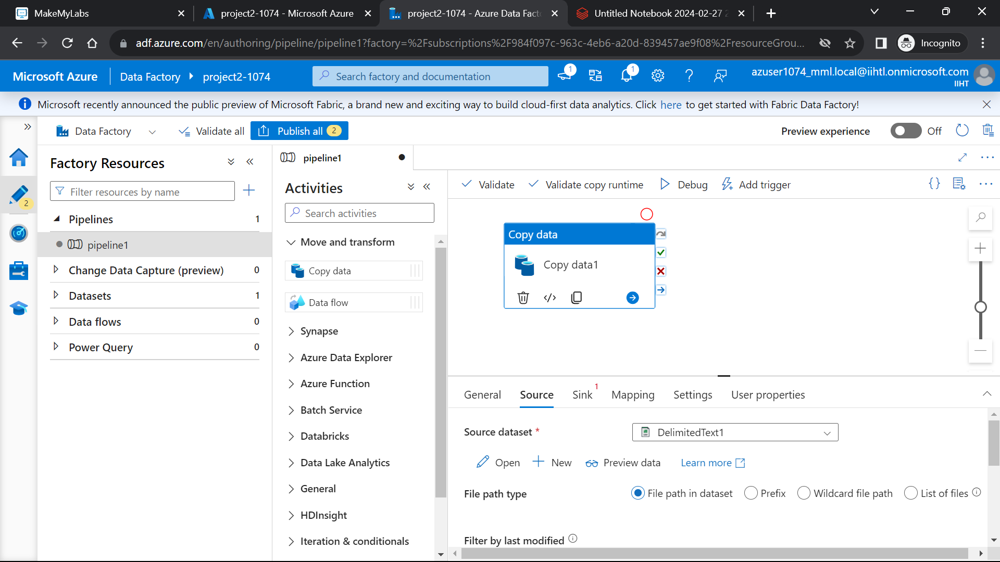 MakeMyLabs
project2-1074 - Microsoft Azure
project2-1074 - Azure Data Facto
Untitled Notebook 2024-02-27 2
adf.azure.com/en/authoring/pipeline/pipeline1?factory=%2Fsubscriptions%2F984f097c-963c-4eb6-a20d-839457ae9f08%2FresourceGrou...
Incognito
Microsoft Azure
Data Factory
project2-1074
Search factory and documentation
1
1
azuser1074_mml.local@iihtl.onmicrosoft.com
IIHT
Microsoft recently announced the public preview of Microsoft Fabric, a brand new and exciting way to build cloud-first data analytics. Click here to get started with Fabric Data Factory!
Data Factory
Validate all
Publish all 2
Preview experience
Off
2
Factory Resources
Filter resources by name
Pipelines 1
pipeline1
Change Data Capture (preview) 0
Datasets 1
Data flows 0
Power Query 0
pipeline1
Activities
Search activities
Move and transform
Copy data
Data flow
Synapse
Azure Data Explorer
Azure Function
Batch Service
Databricks
Data Lake Analytics
General
HDInsight
Iteration & conditionals
Validate
Validate copy runtime
Debug
Add trigger
Copy data
Copy data1
General
Source
Sink 1
Mapping
Settings
User properties
Source dataset *
DelimitedText1
Open
New
Preview data
Learn more
File path type
File path in dataset
Prefix
Wildcard file path
List of files
Filter by last modified